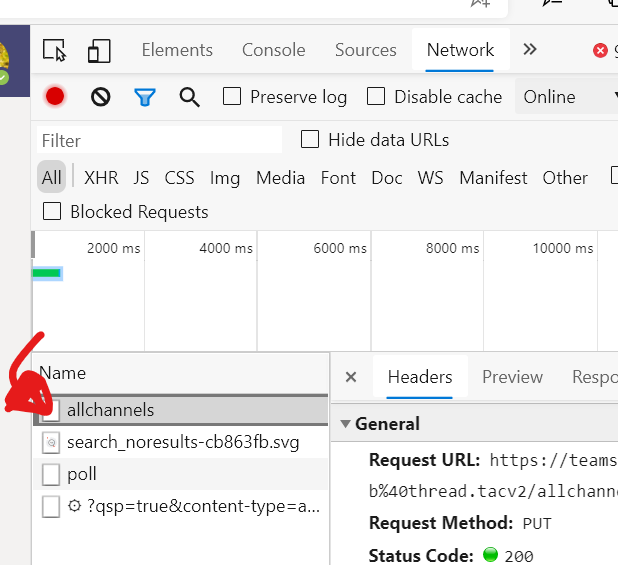 Elements Console Sources Network »
Preserve log Disable cache Online
Filter Hide data URLs
All XHR JS CSS Img Media Font Doc WS Manifest Other
Blocked Requests
2000 ms 4000 ms 6000 ms 8000 ms 10000 ms
Name
Headers Preview Respo
allchannels
General
search_noresults-cb863fb.svg
Request URL: https://teams
poll
b%40thread.tacv2/allchann
?qsp=true&content-type=a...
Request Method: PUT
Status Code: 200